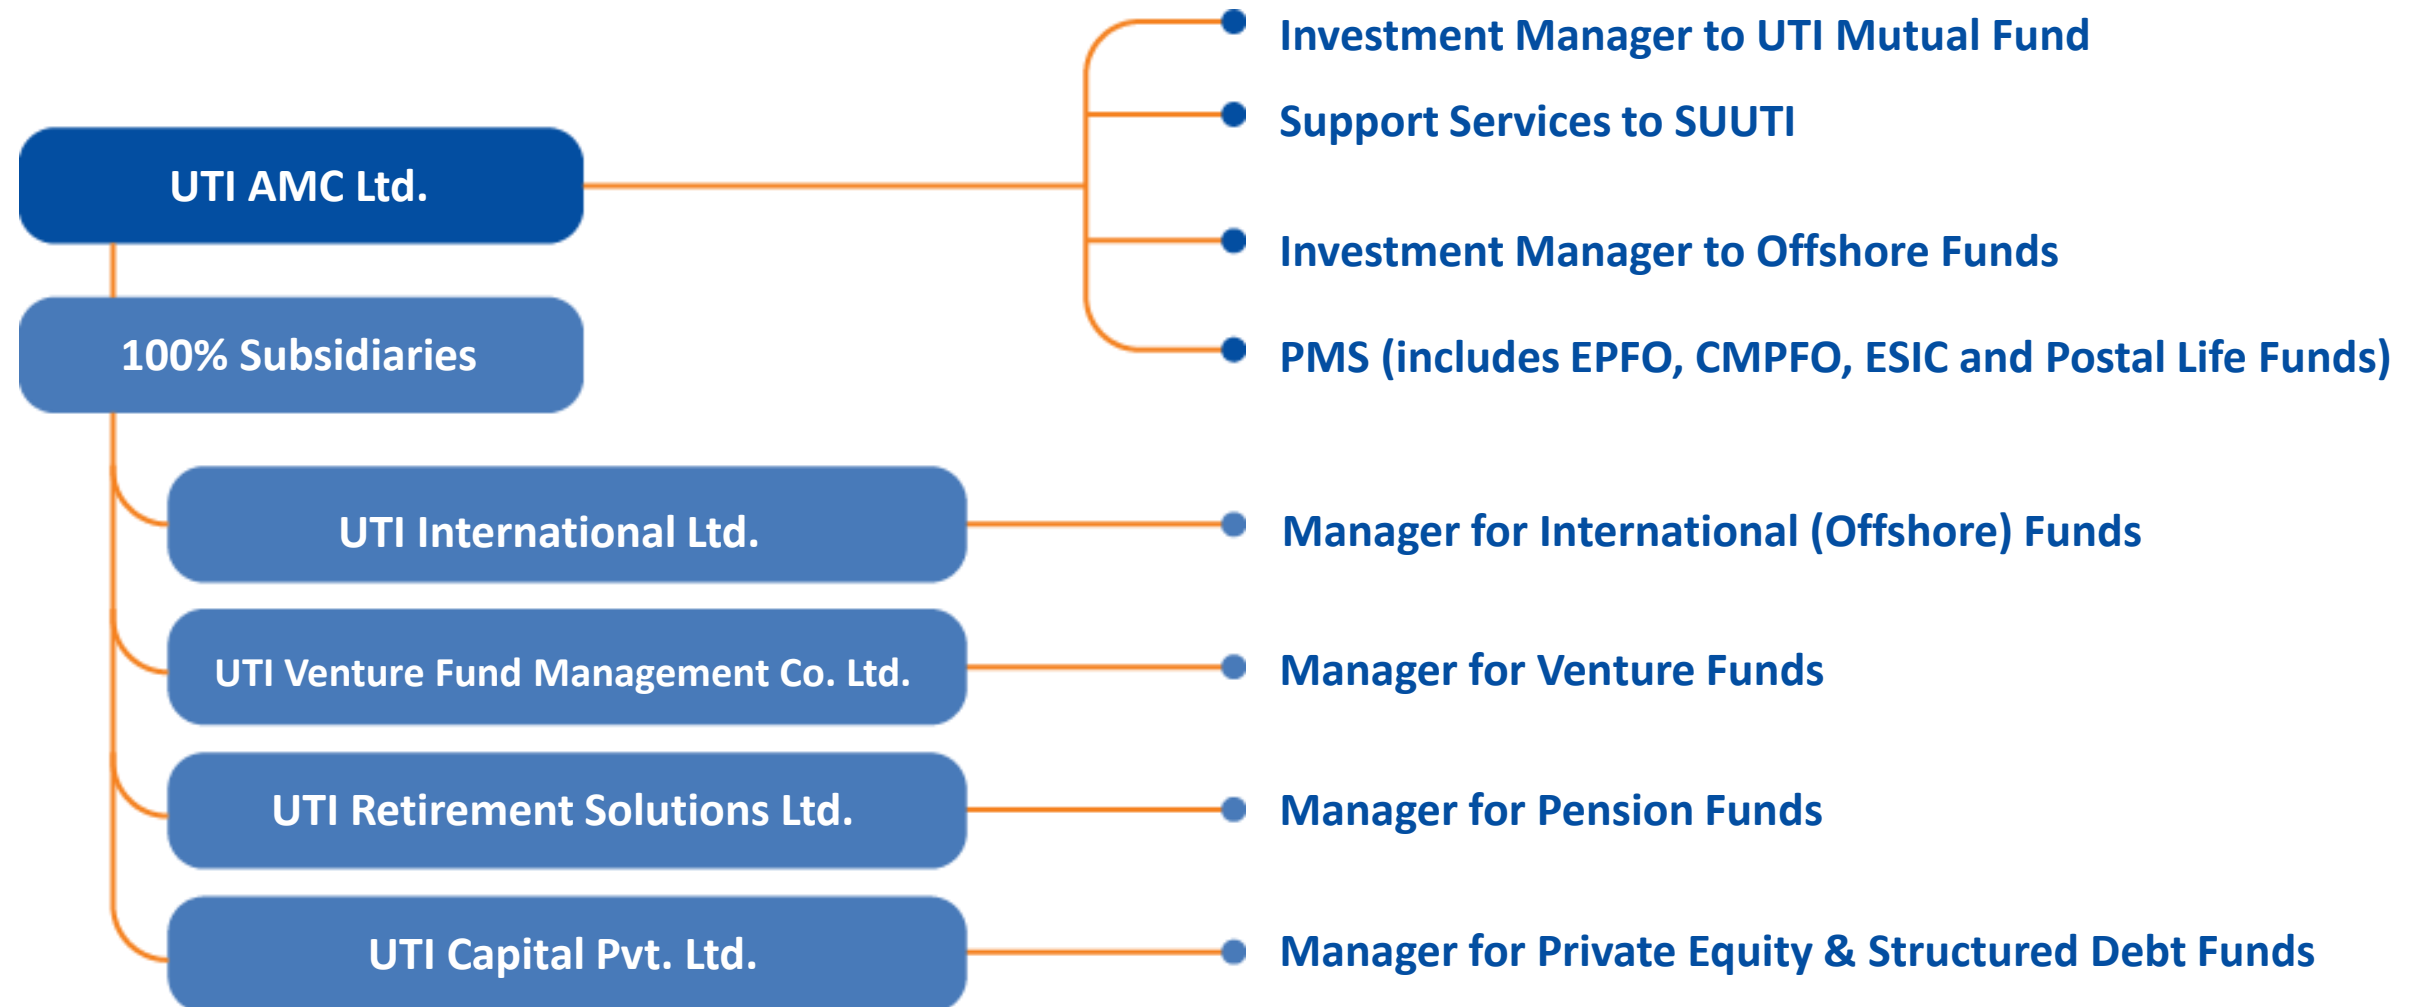 Investment Manager to UTI Mutual Fund
Support Services to SUUTI
UTI AMC Ltd.
Investment Manager to Offshore Funds
100% Subsidiaries
PMS (includes EPFO, CMPFO, ESIC and Postal Life Funds)
UTI International Ltd.
Manager for International (Offshore) Funds
UTI Venture Fund Management Co. Ltd.
Manager for Venture Funds
UTI Retirement Solutions Ltd.
Manager for Pension Funds
UTI Capital Pvt. Ltd.
Manager for Private Equity & Structured Debt Funds